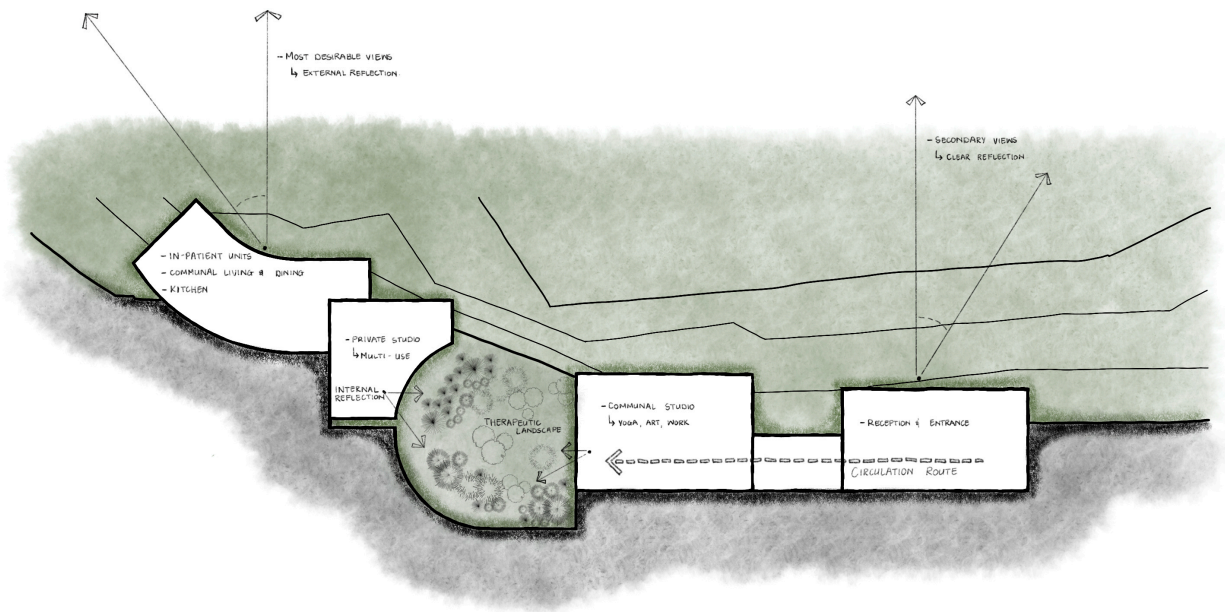 - MOST DESIRABLE VIEWS
↳ EXTERNAL REFLECTION.
- SECONDARY VIEWS
↳ CLEAR REFLECTION
- IN-PATIENT UNITS
- COMMUNAL LIVING & DINING
- KITCHEN
- PRIVATE STUDIO
↳ MULTI-USE
INTERNAL
REFLECTION
THERAPEUTIC
LANDSCAPE
- COMMUNAL STUDIO
↳ YOGA, ART, WORK
- RECEPTION & ENTRANCE
CIRCULATION ROUTE